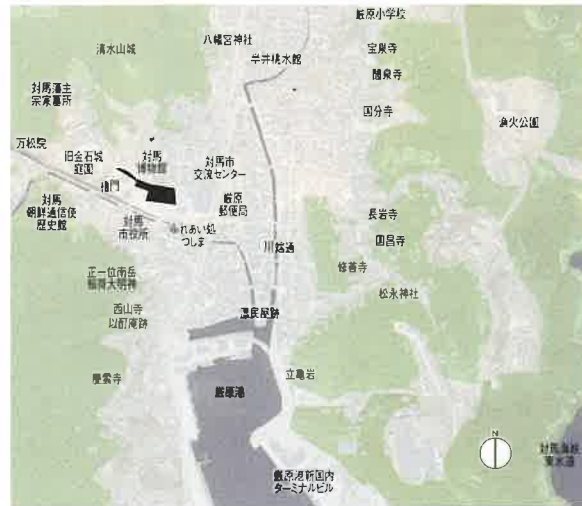 厳原小学校
八幡宮神社
清水山城
半井桃水館
宝泉寺
対馬藩主
宗家墓所
国分寺
漁火公園
万松院
旧金石城
庭園
対馬
博物館
対馬市
交流センター
櫓門
厳原
郵便局
対馬
朝鮮通信使
歴史館
対馬
市役所
長岩寺
国昌寺
ふれあい処
つしま
川端通
修善寺
正一位南岳
稲荷大明神
松永神社
西山寺
以酊庵跡
慶雲寺
立亀岩
厳原港
N
対馬海峡
東水道
厳原港新国内
ターミナルビル